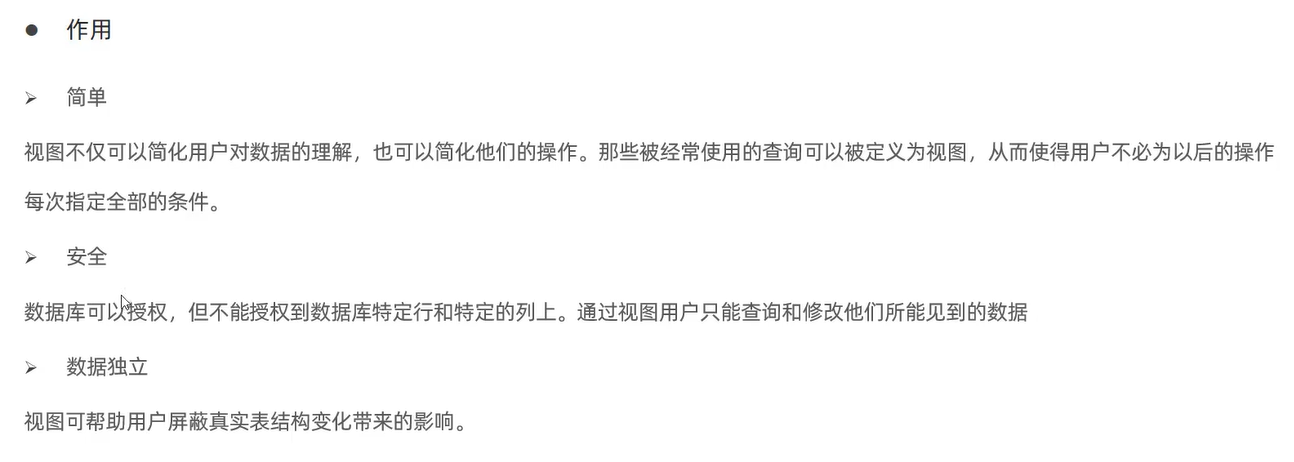 ● 作用
➢ 简单
视图不仅可以简化用户对数据的理解，也可以简化他们的操作。那些被经常使用的查询可以被定义为视图，从而使得用户不必为以后的操作
每次指定全部的条件。
➢ 安全
数据库可以授权，但不能授权到数据库特定行和特定的列上。通过视图用户只能查询和修改他们所能见到的数据
➢ 数据独立
视图可帮助用户屏蔽真实表结构变化带来的影响。